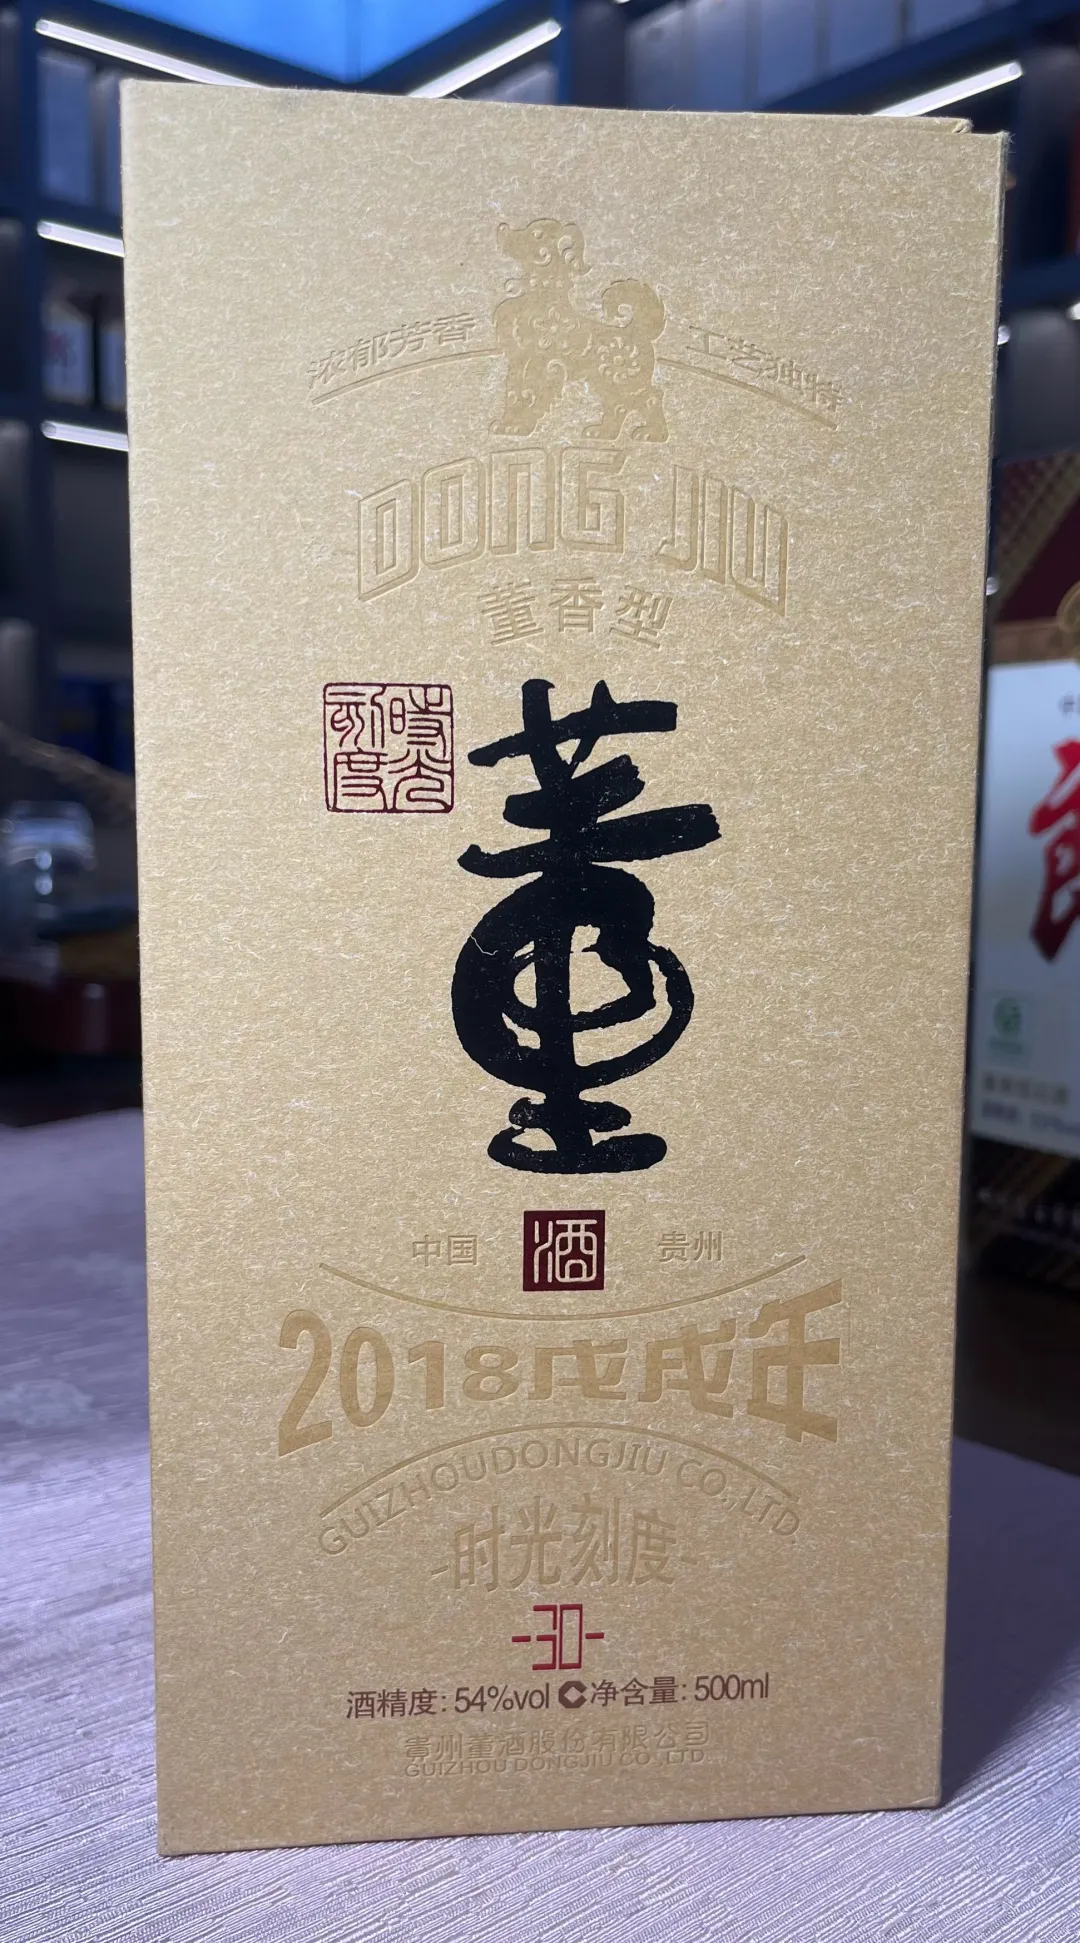 浓郁芳香 工艺独特
DONG JIU
董香型
時光刻度
董
中国 酒 贵州
2018戊戌年
GUIZHOUDONGJIU CO.,LTD
-时光刻度-
-30-
酒精度: 54%vol 净含量: 500ml
貴州董酒股份有限公司
GUIZHOU DONGJIU CO.,LTD